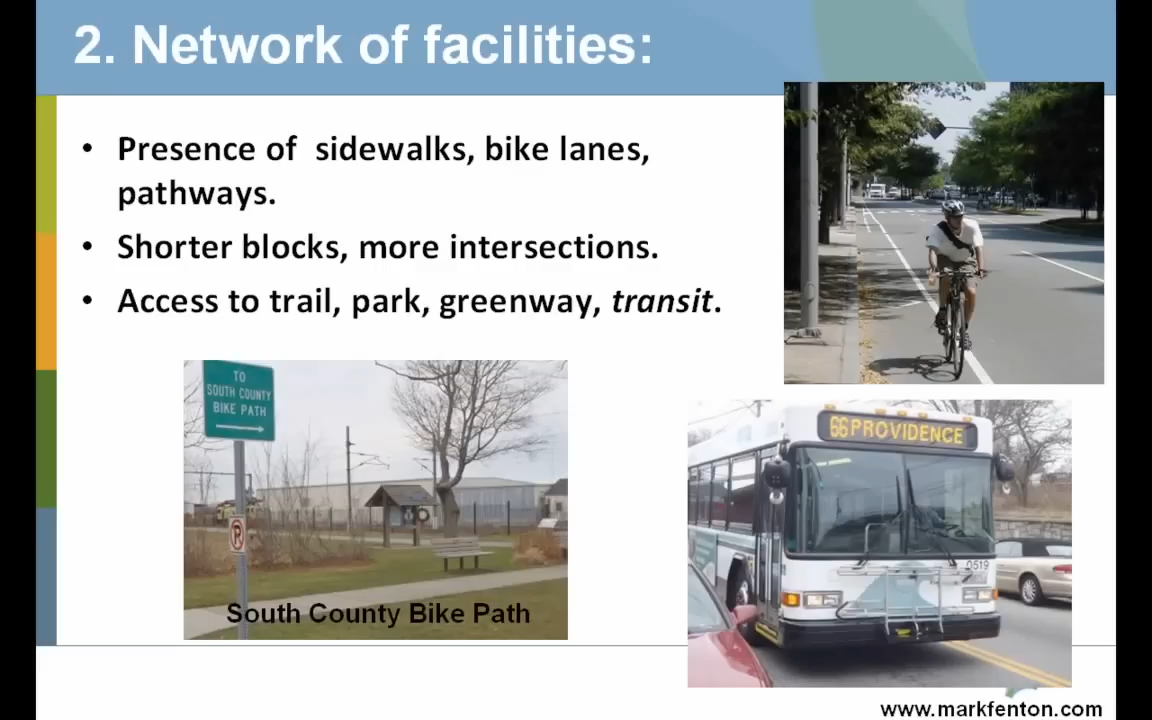 2. Network of facilities:
• Presence of sidewalks, bike lanes,
pathways.
• Shorter blocks, more intersections.
• Access to trail, park, greenway, transit.
TO
SOUTH COUNTY
BIKE PATH
P
South County Bike Path
66 PROVIDENCE
0519
www.markfenton.com